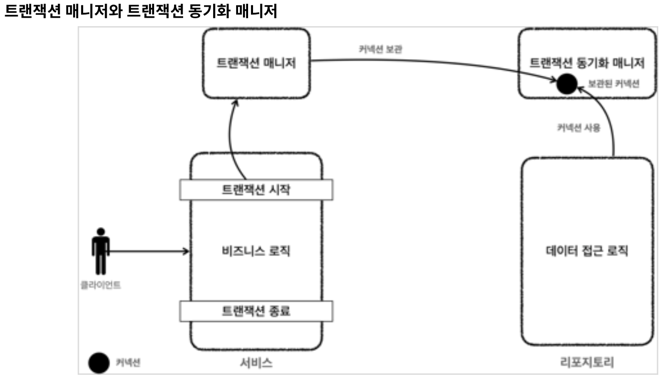 트랜잭션 매니저와 트랜잭션 동기화 매니저
트랜잭션 매니저
커넥션 보관
트랜잭션 동기화 매니저
보관된 커넥션
커넥션 사용
트랜잭션 시작
비즈니스 로직
데이터 접근 로직
클라이언트
트랜잭션 종료
커넥션
서비스
리포지토리